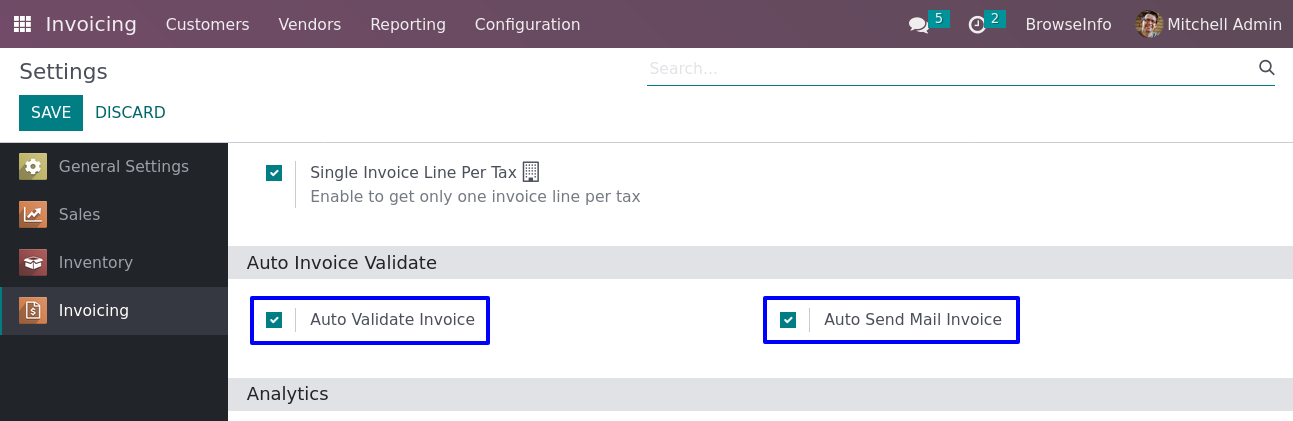 Invoicing Customers Vendors Reporting Configuration 5 2 BrowseInfo Mitchell Admin
Settings
Search...
SAVE DISCARD
General Settings
Sales
Inventory
Invoicing
Single Invoice Line Per Tax
Enable to get only one invoice line per tax
Auto Invoice Validate
Auto Validate Invoice
Auto Send Mail Invoice
Analytics